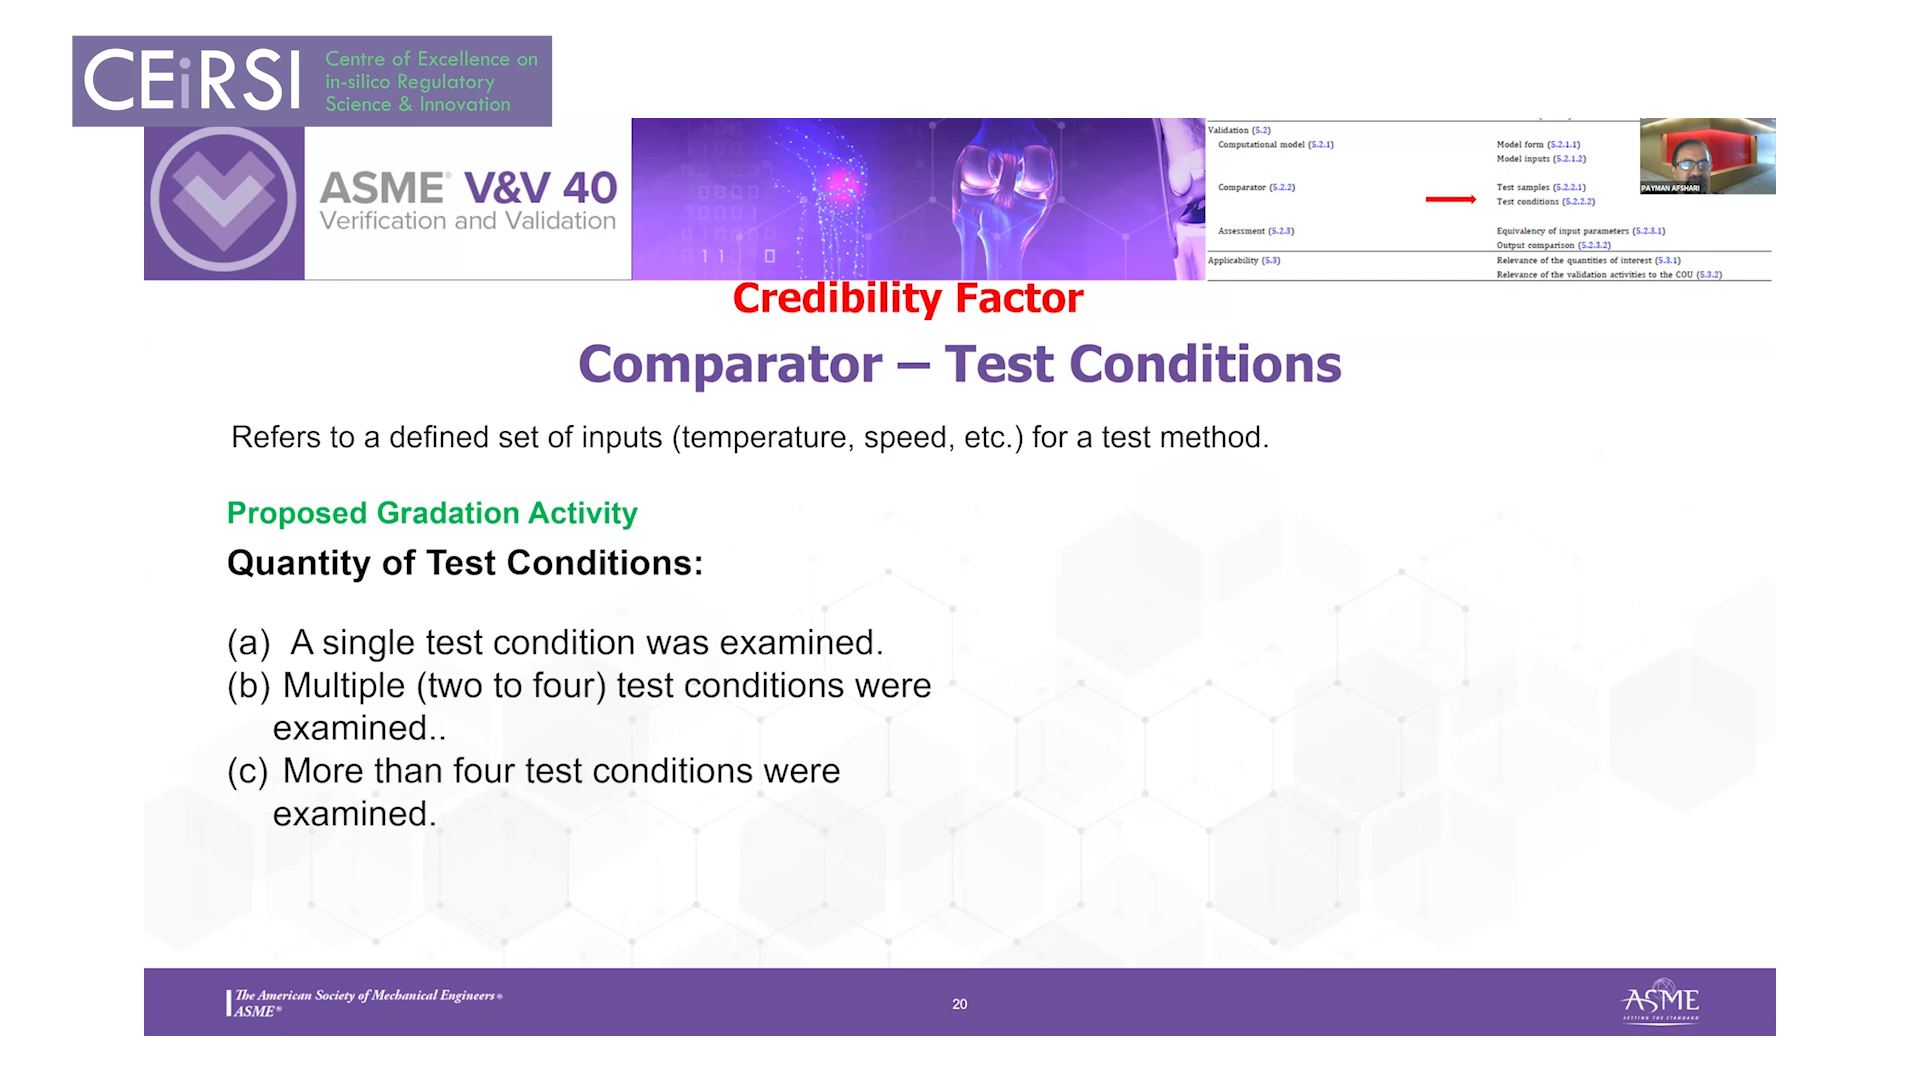 CEiRSI
Centre of Excellence on
in-silico Regulatory
Science & Innovation
ASME® V&V 40
Verification and Validation
Validation (5.2)
Computational model (5.2.1) Model form (5.2.1.1)
Model inputs (5.2.1.2)
Comparator (5.2.2) Test samples (5.2.2.1)
Test conditions (5.2.2.2)
Assessment (5.2.3) Equivalency of input parameters (5.2.3.1)
Output comparison (5.2.3.2)
Applicability (5.3) Relevance of the quantities of interest (5.3.1)
Relevance of the validation activities to the COU (5.3.2)
PAYMAN AFSHARI
Credibility Factor
Comparator – Test Conditions
Refers to a defined set of inputs (temperature, speed, etc.) for a test method.
Proposed Gradation Activity
Quantity of Test Conditions:
(a) A single test condition was examined.
(b) Multiple (two to four) test conditions were
examined..
(c) More than four test conditions were
examined.
The American Society of Mechanical Engineers®
ASME®
20
ASME
SETTING THE STANDARD